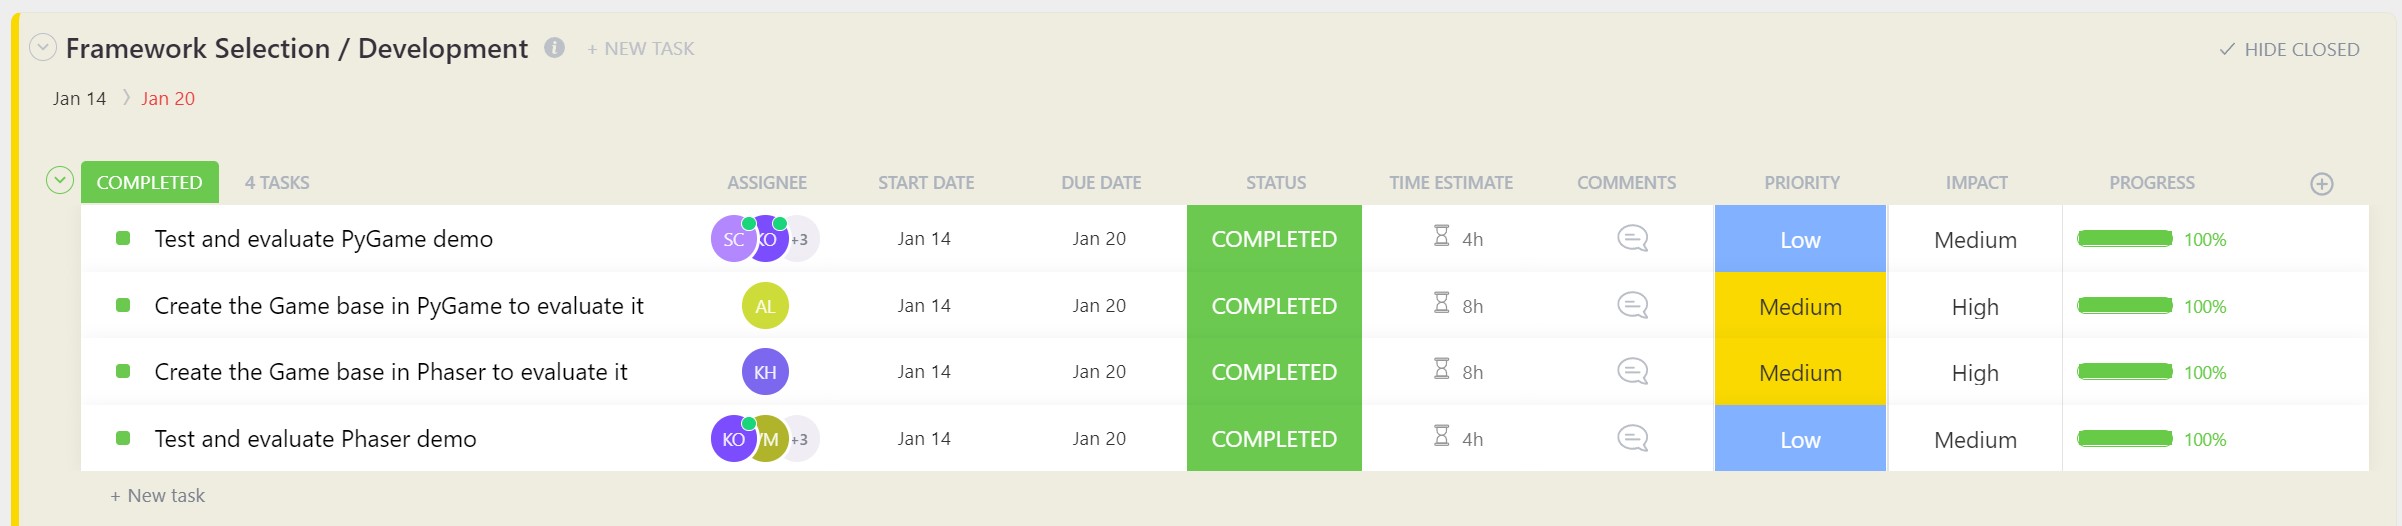 Framework Selection / Development i + NEW TASK HIDE CLOSED
Jan 14 Jan 20
COMPLETED 4 TASKS ASSIGNEE START DATE DUE DATE STATUS TIME ESTIMATE COMMENTS PRIORITY IMPACT PROGRESS
Test and evaluate PyGame demo SC KO +3 Jan 14 Jan 20 COMPLETED 4h Low Medium 100%
Create the Game base in PyGame to evaluate it AL Jan 14 Jan 20 COMPLETED 8h Medium High 100%
Create the Game base in Phaser to evaluate it KH Jan 14 Jan 20 COMPLETED 8h Medium High 100%
Test and evaluate Phaser demo KO +3 Jan 14 Jan 20 COMPLETED 4h Low Medium 100%
+ New task